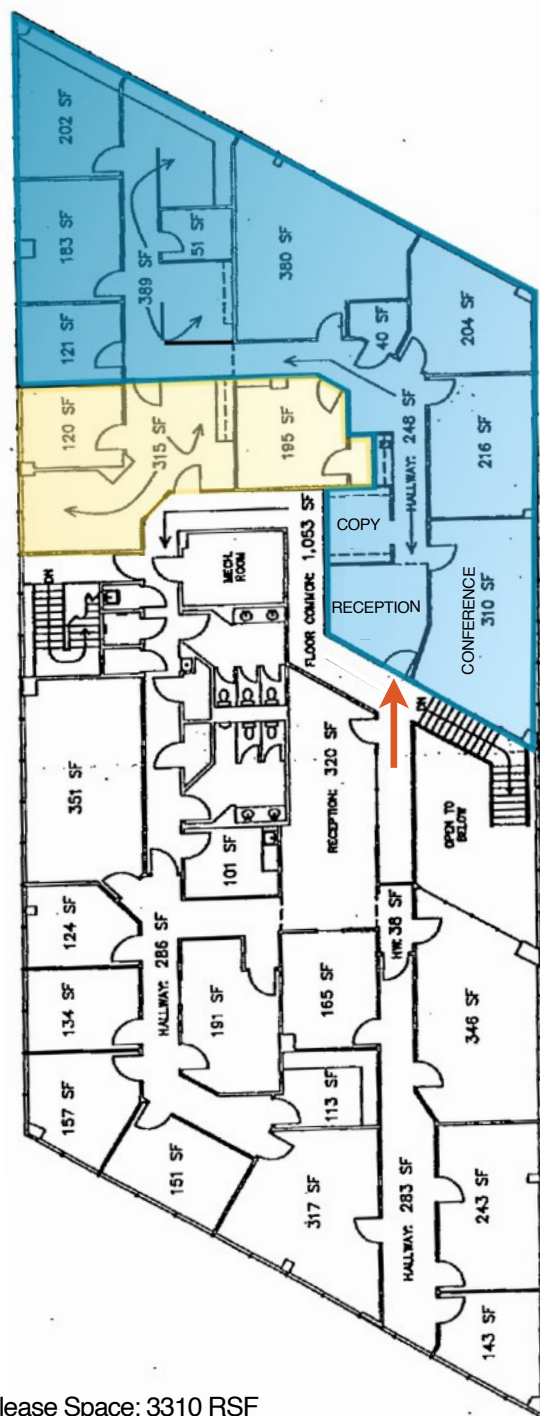 202 SF
183 SF
389 SF
51 SF
121 SF
380 SF
40 SF
204 SF
120 SF
315 SF
195 SF
HALLWAY: 248 SF
216 SF
COPY
RECEPTION
CONFERENCE
310 SF
DN
MECH.
ROOM
FLOOR COMMON: 1,053 SF
351 SF
101 SF
RECEPTION: 320 SF
DN
OPEN TO
BELOW
124 SF
134 SF
HALLWAY: 286 SF
191 SF
165 SF
HW: 38 SF
346 SF
157 SF
151 SF
113 SF
317 SF
HALLWAY: 283 SF
243 SF
143 SF
lease Space: 3310 RSF